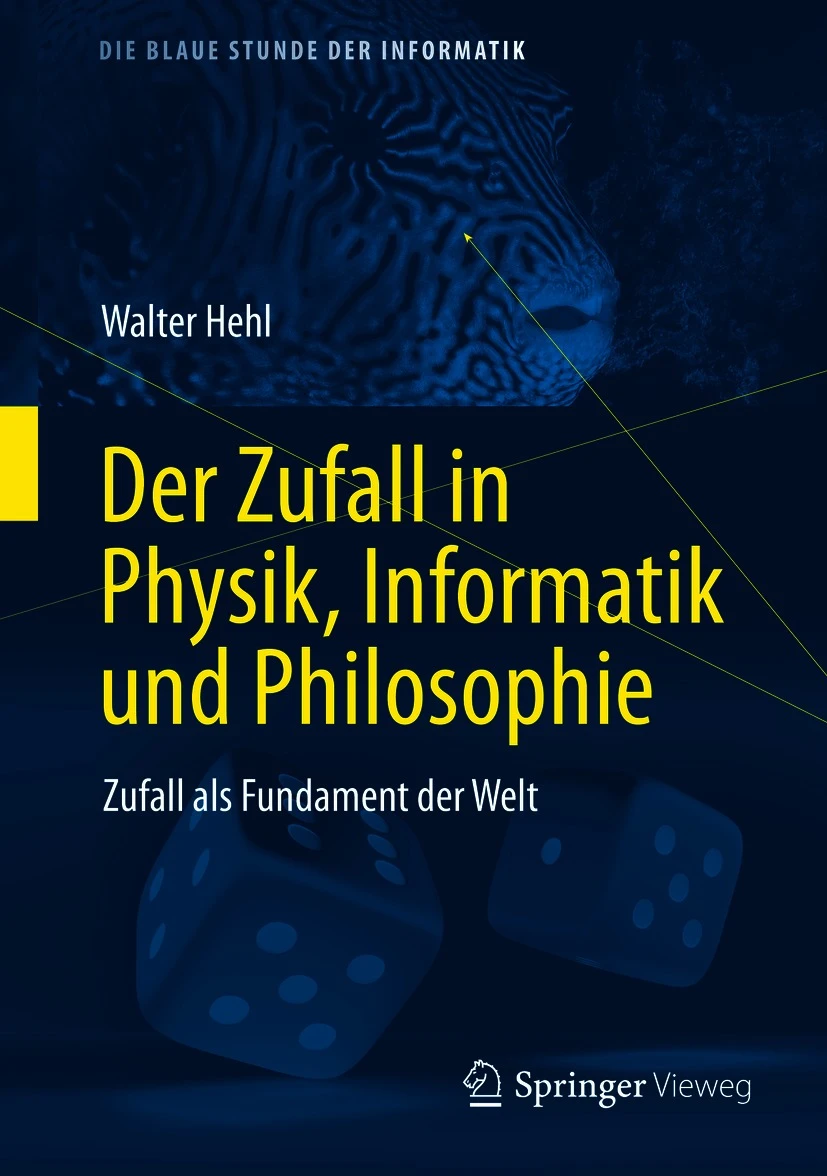 DIE BLAUE STUNDE DER INFORMATIK
Walter Hehl
Der Zufall in
Physik, Informatik
und Philosophie
Zufall als Fundament der Welt
Springer Vieweg